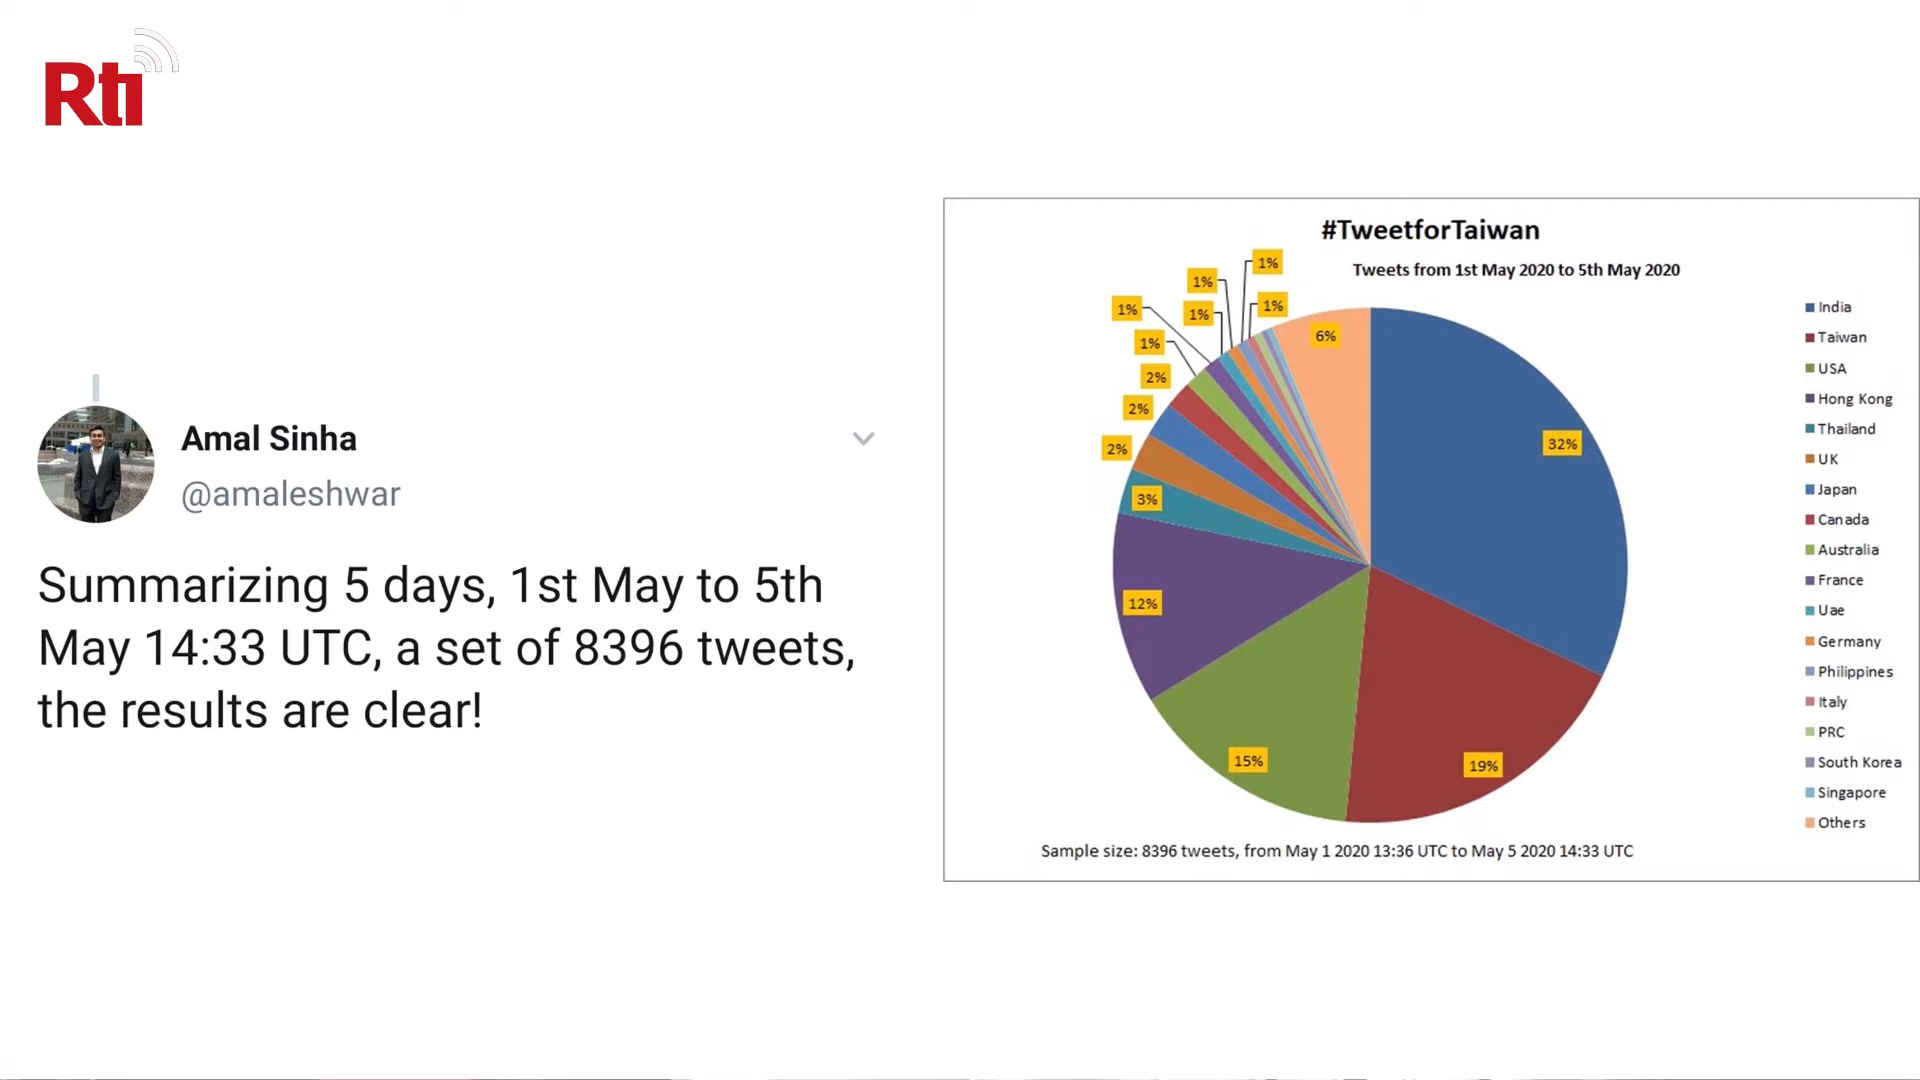 Rti
Amal Sinha
@amaleshwar
Summarizing 5 days, 1st May to 5th
May 14:33 UTC, a set of 8396 tweets,
the results are clear!
#TweetforTaiwan
Tweets from 1st May 2020 to 5th May 2020
1%
1%
1%
1%
1%
1%
2%
2%
2%
3%
12%
15%
19%
32%
6%
India
Taiwan
USA
Hong Kong
Thailand
UK
Japan
Canada
Australia
France
Uae
Germany
Philippines
Italy
PRC
South Korea
Singapore
Others
Sample size: 8396 tweets, from May 1 2020 13:36 UTC to May 5 2020 14:33 UTC